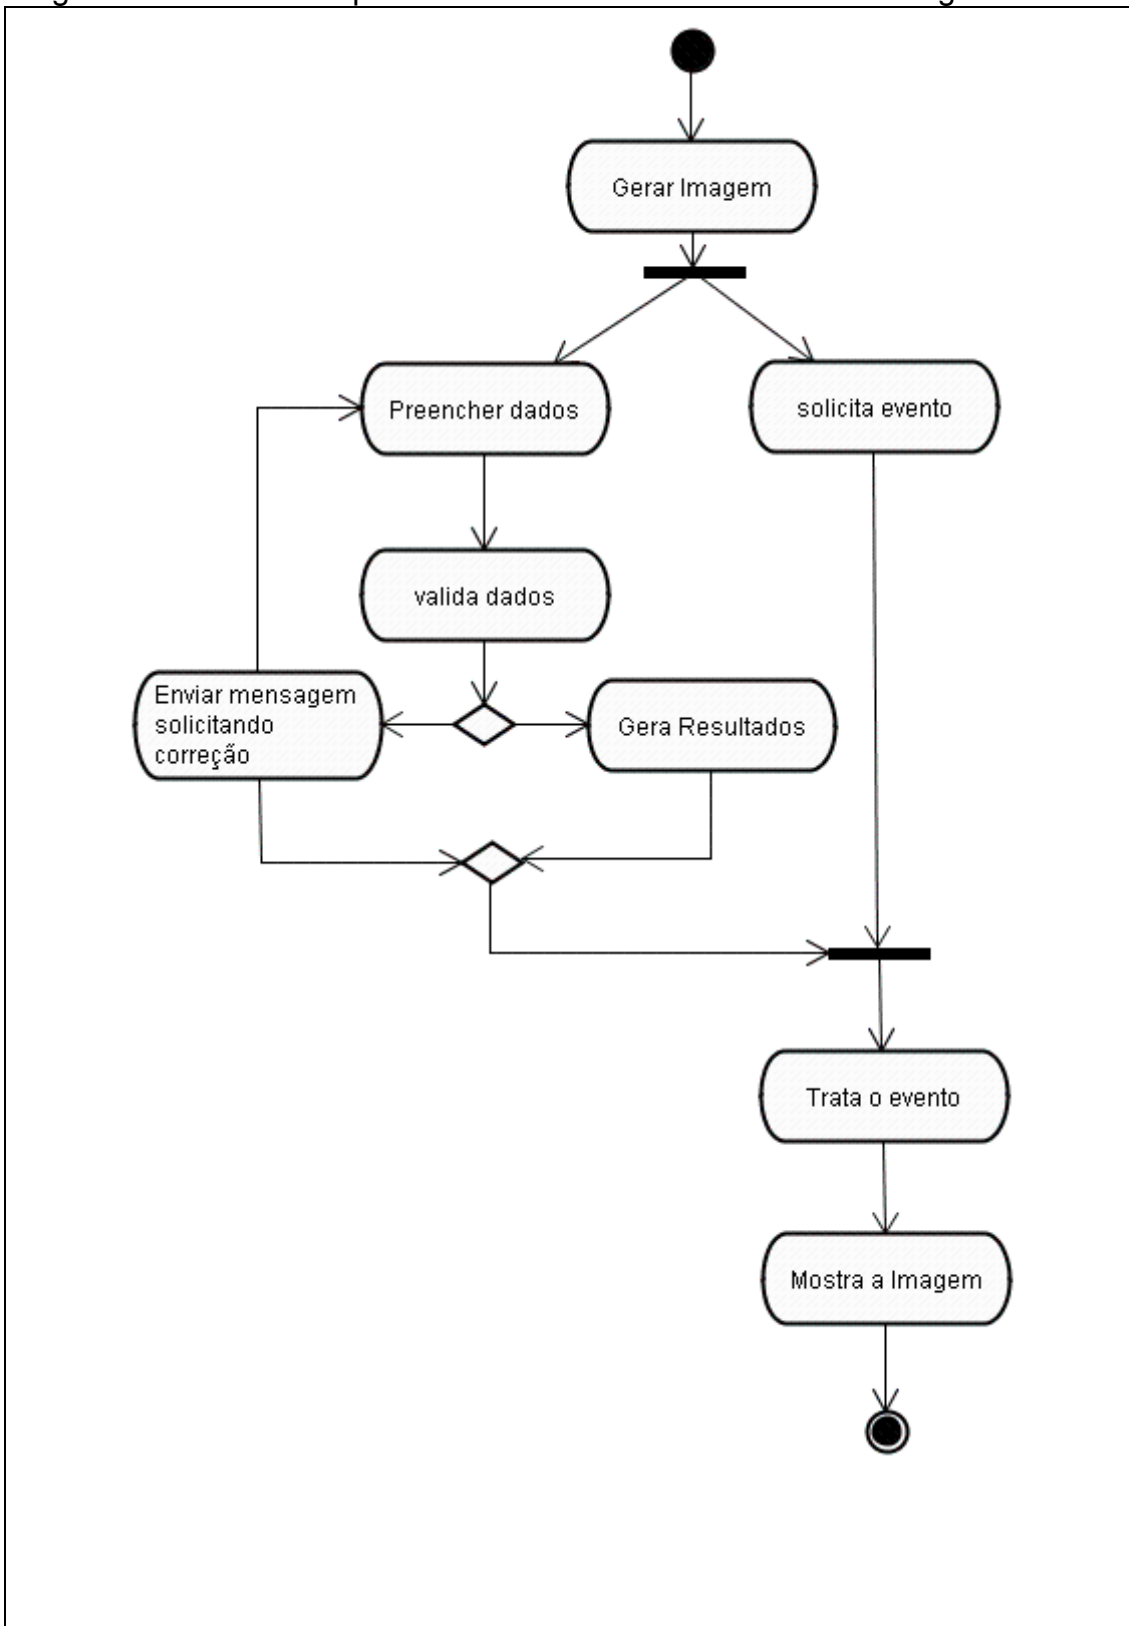 Gerar Imagem
Preencher dados
solicita evento
valida dados
Enviar mensagem
solicitando
correção
Gera Resultados
Trata o evento
Mostra a Imagem